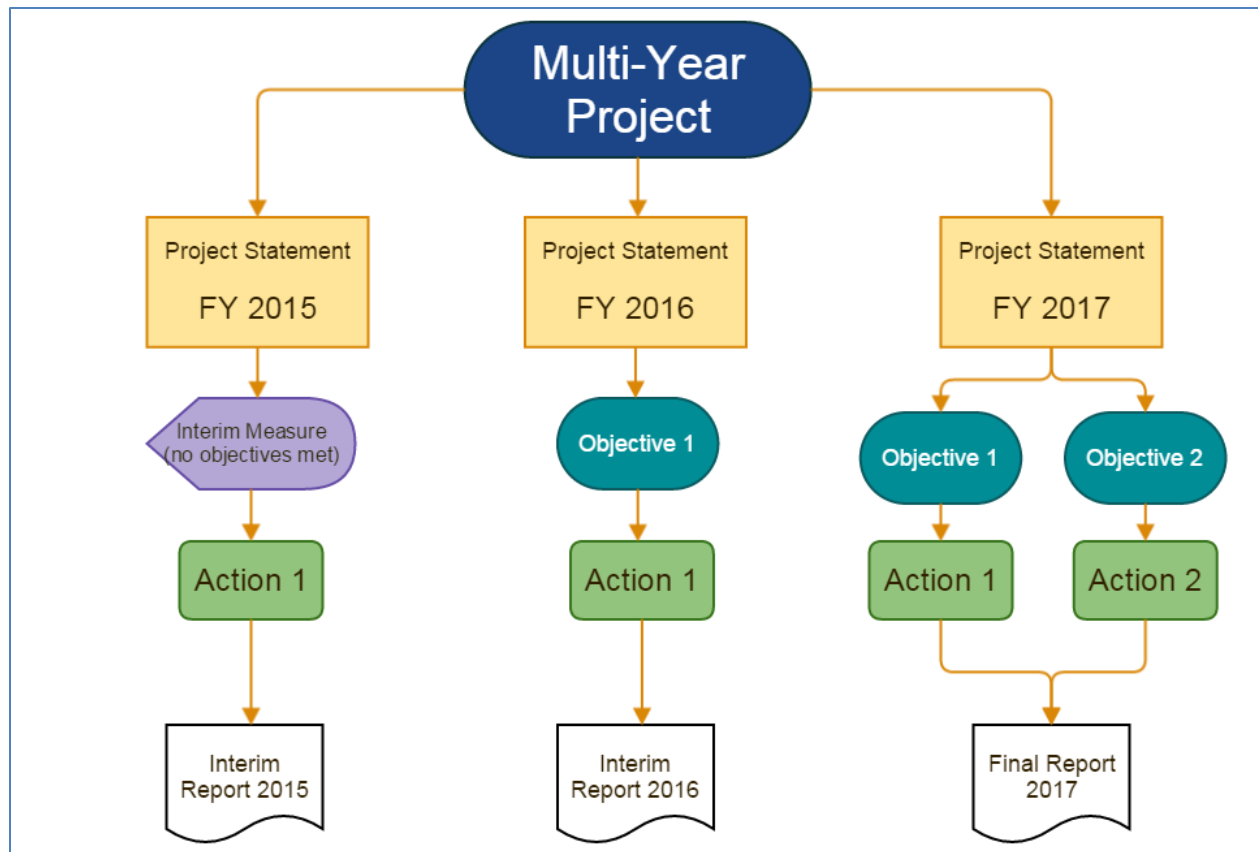 Multi-Year
Project
Project Statement
FY 2015
Project Statement
FY 2016
Project Statement
FY 2017
Interim Measure
(no objectives met)
Objective 1
Objective 1
Objective 2
Action 1
Action 1
Action 1
Action 2
Interim
Report 2015
Interim
Report 2016
Final Report
2017